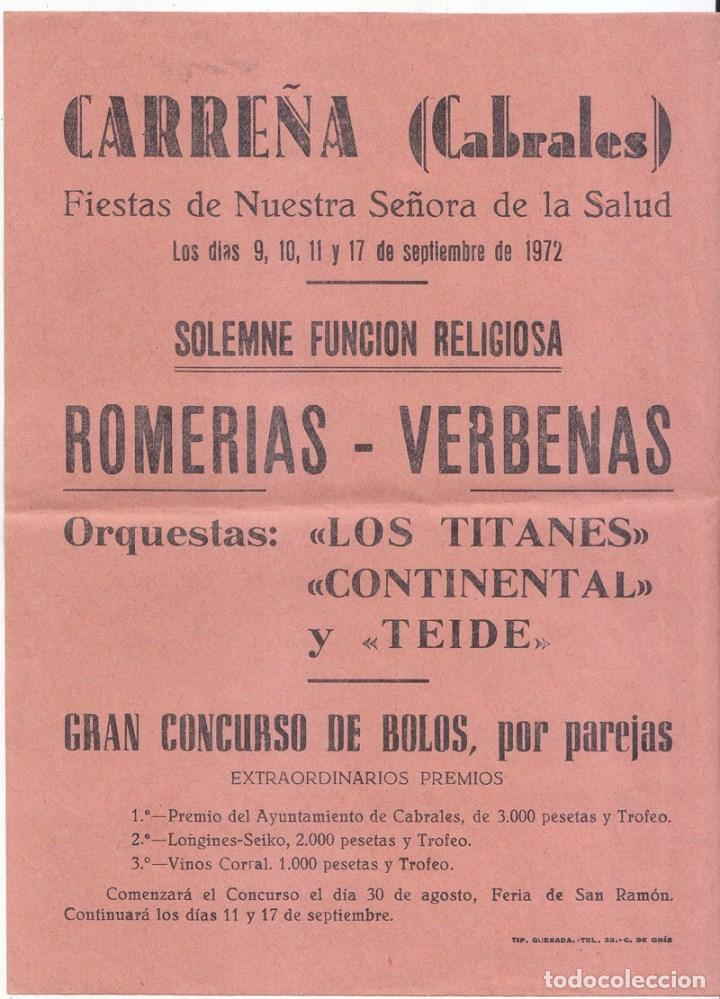 CARREÑA (Cabrales)
Fiestas de Nuestra Señora de la Salud
Los días 9, 10, 11 y 17 de septiembre de 1972
SOLEMNE FUNCION RELIGIOSA
ROMERIAS - VERBENAS
Orquestas: «LOS TITANES»
«CONTINENTAL»
y «TEIDE»
GRAN CONCURSO DE BOLOS, por parejas
EXTRAORDINARIOS PREMIOS
1.º—Premio del Ayuntamiento de Cabrales, de 3.000 pesetas y Trofeo.
2.º—Longines-Seiko, 2.000 pesetas y Trofeo.
3.º—Vinos Corral. 1.000 pesetas y Trofeo.
Comenzará el Concurso el día 30 de agosto, Feria de San Ramón.
Continuará los días 11 y 17 de septiembre.
TIP. QUESADA.-TEL. 38.-C. DE ONÍS
todocoleccion